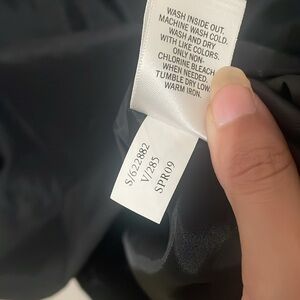 WASH INSIDE OUT.
MACHINE WASH COLD.
WASH AND DRY
WITH LIKE COLORS.
ONLY NON-
CHLORINE BLEACH
WHEN NEEDED.
TUMBLE DRY LOW.
WARM IRON.
S/622882
V/285
SPR09